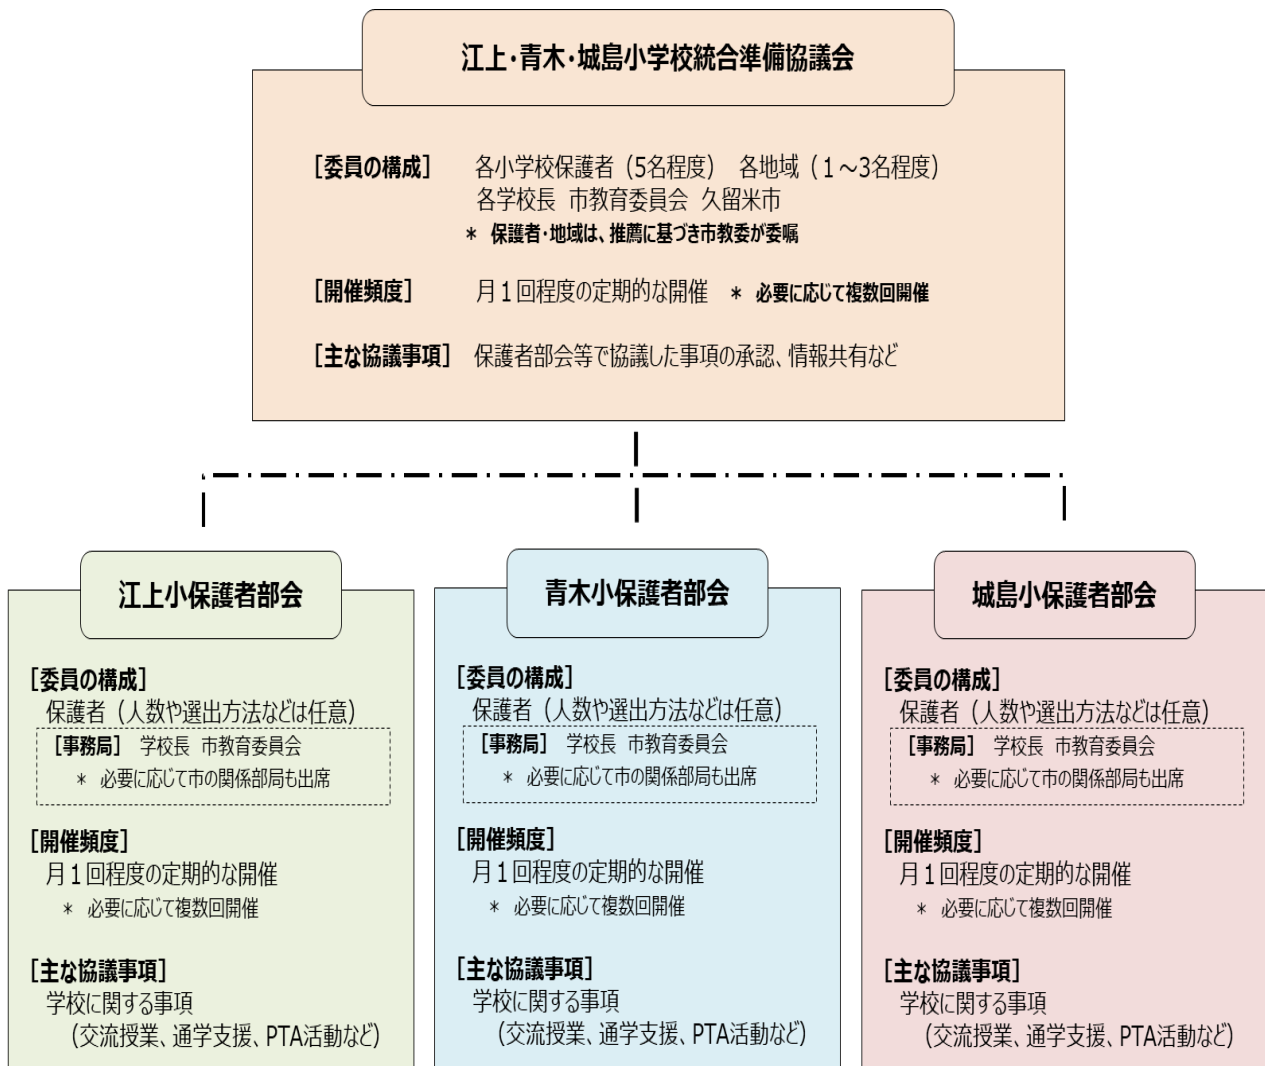 江上・青木・城島小学校統合準備協議会
［委員の構成］ 各小学校保護者（5名程度） 各地域（１～3名程度）
各学校長 市教育委員会 久留米市
＊ 保護者・地域は、推薦に基づき市教委が委嘱
［開催頻度］ 月１回程度の定期的な開催 ＊ 必要に応じて複数回開催
［主な協議事項］ 保護者部会等で協議した事項の承認、情報共有など
江上小保護者部会
［委員の構成］
保護者（人数や選出方法などは任意）
［事務局］ 学校長 市教育委員会
＊ 必要に応じて市の関係部局も出席
［開催頻度］
月１回程度の定期的な開催
＊ 必要に応じて複数回開催
［主な協議事項］
学校に関する事項
（交流授業、通学支援、PTA活動など）
青木小保護者部会
［委員の構成］
保護者（人数や選出方法などは任意）
［事務局］ 学校長 市教育委員会
＊ 必要に応じて市の関係部局も出席
［開催頻度］
月１回程度の定期的な開催
＊ 必要に応じて複数回開催
［主な協議事項］
学校に関する事項
（交流授業、通学支援、PTA活動など）
城島小保護者部会
［委員の構成］
保護者（人数や選出方法などは任意）
［事務局］ 学校長 市教育委員会
＊ 必要に応じて市の関係部局も出席
［開催頻度］
月１回程度の定期的な開催
＊ 必要に応じて複数回開催
［主な協議事項］
学校に関する事項
（交流授業、通学支援、PTA活動など）